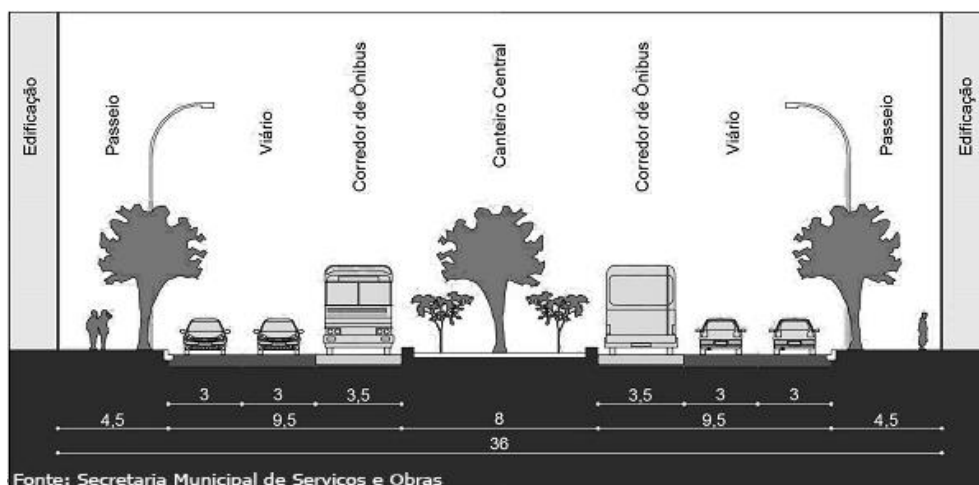 Edificação
Passeio
Viário
Corredor de Ônibus
Canteiro Central
Corredor de Ônibus
Viário
Passeio
Edificação
3 3 3,5 3,5 3 3
4,5 9,5 8 9,5 4,5
36
Fonte: Secretaria Municipal de Serviços e Obras